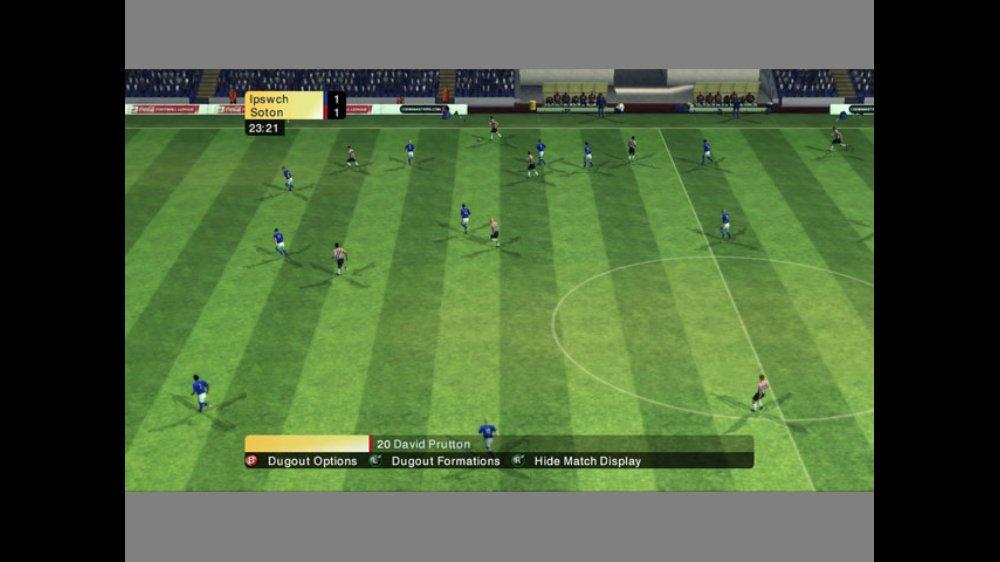 Ipswch 1
Soton 1
23:21
20 David Prutton
B Dugout Options Dugout Formations Hide Match Display